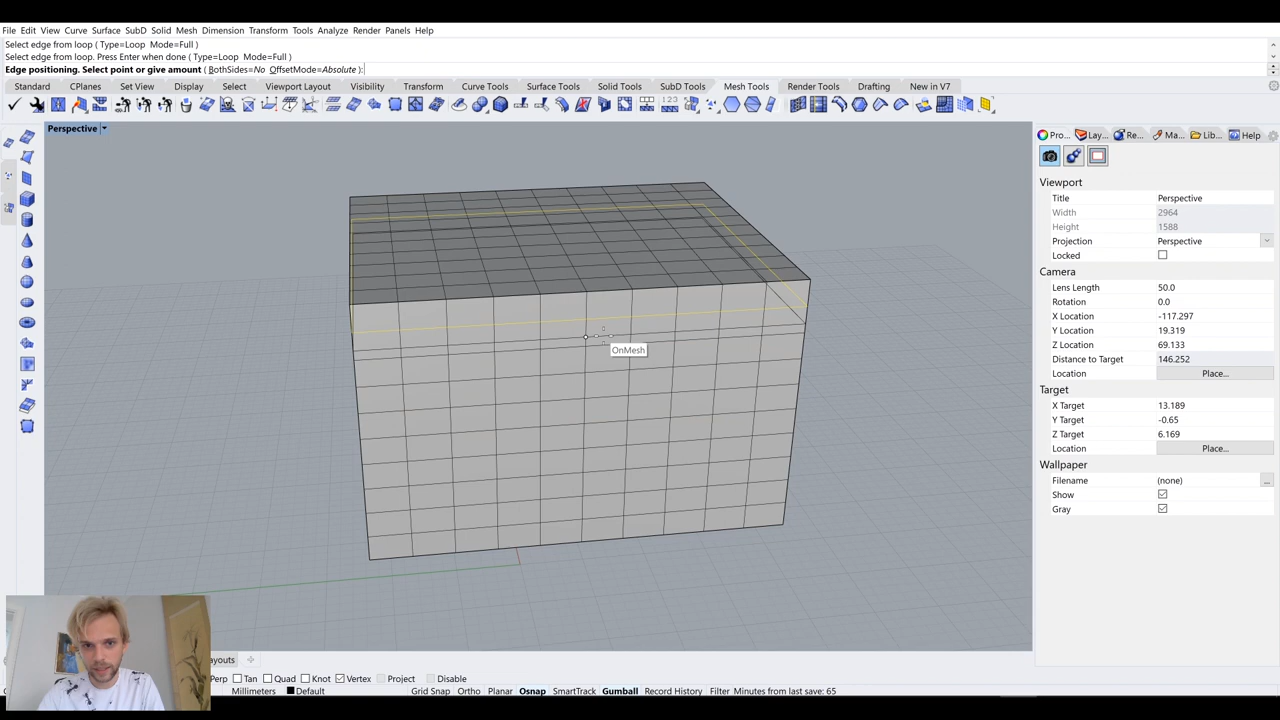 File Edit View Curve Surface SubD Solid Mesh Dimension Transform Tools Analyze Render Panels Help
Select edge from loop ( Type=Loop Mode=Full )
Select edge from loop. Press Enter when done ( Type=Loop Mode=Full )
Edge positioning. Select point or give amount ( BothSides=No OffsetMode=Absolute ):
Standard CPlanes Set View Display Select Viewport Layout Visibility Transform Curve Tools Surface Tools Solid Tools SubD Tools Mesh Tools Render Tools Drafting New in V7
Perspective
Pro... Lay... Re... Ma... Lib... Help
Viewport
Title Perspective
Width 2964
Height 1588
Projection Perspective
Locked
Camera
Lens Length 50.0
Rotation 0.0
X Location -117.297
Y Location 19.319
Z Location 69.133
Distance to Target 146.252
Location Place...
Target
X Target 13.189
Y Target -0.65
Z Target 6.169
Location Place...
Wallpaper
Filename (none) ...
Show
Gray
OnMesh
ayouts
Perp Tan Quad Knot Vertex Project Disable
Millimeters Default Grid Snap Ortho Planar Osnap SmartTrack Gumball Record History Filter Minutes from last save: 65